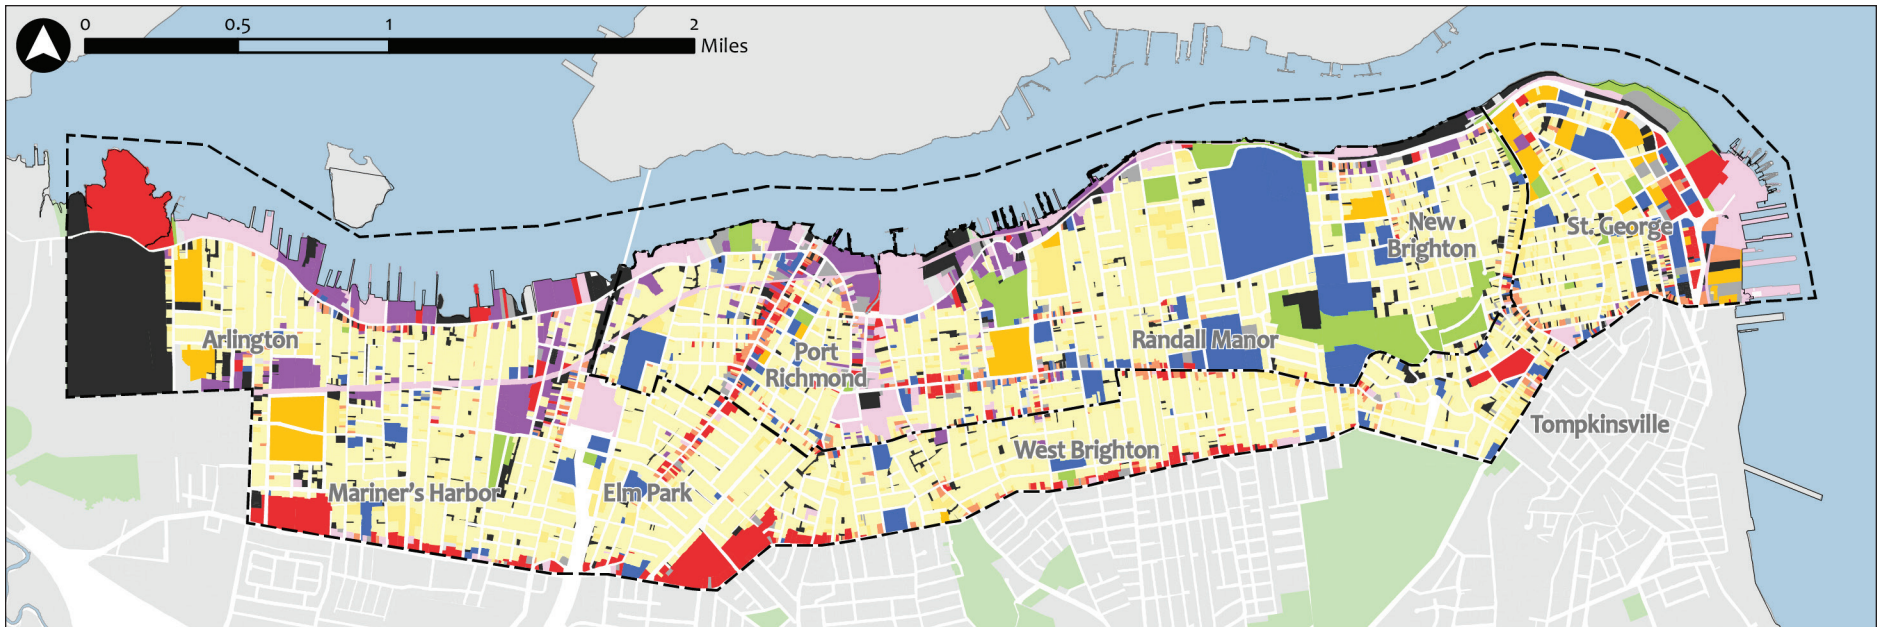 0 0.5 1 2
Miles
New
Brighton
St. George
Arlington
Port
Richmond
Randall Manor
Tompkinsville
West Brighton
Mariner's Harbor
Elm Park